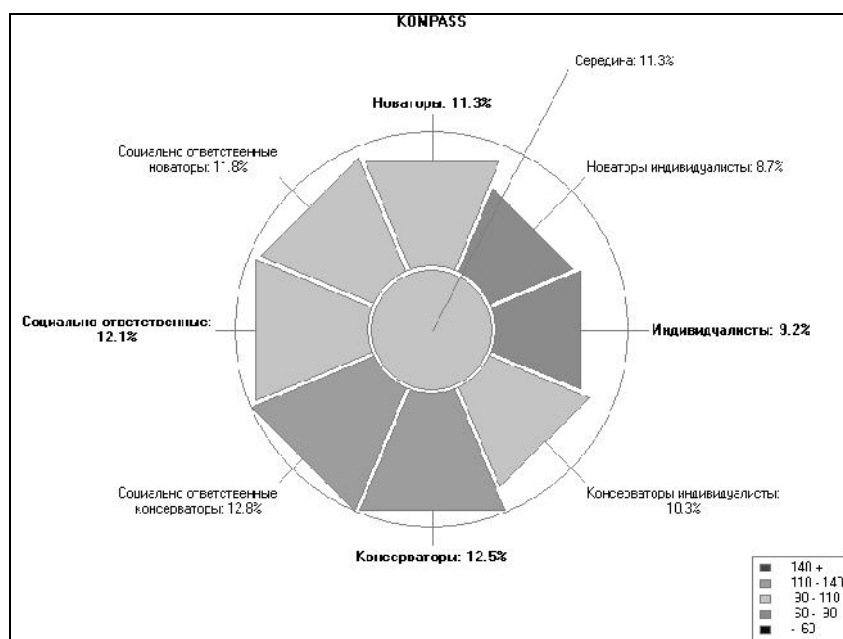 KOMPASS
Середина: 11.3%
Новаторы: 11.3%
Социально ответственные
новаторы: 11.8%
Новаторы индивидуалисты: 8.7%
Социально ответственные:
12.1%
Индивидуалисты: 9.2%
Социально ответственные
консерваторы: 12.8%
Консерваторы индивидуалисты:
10.3%
Консерваторы: 12.5%
140 +
110 - 140
90 - 110
60 - 90
- 60